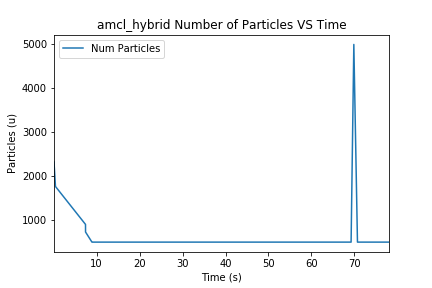 amcl_hybrid Number of Particles VS Time
Num Particles
Particles (u)
5000
4000
3000
2000
1000
10 20 30 40 50 60 70
Time (s)